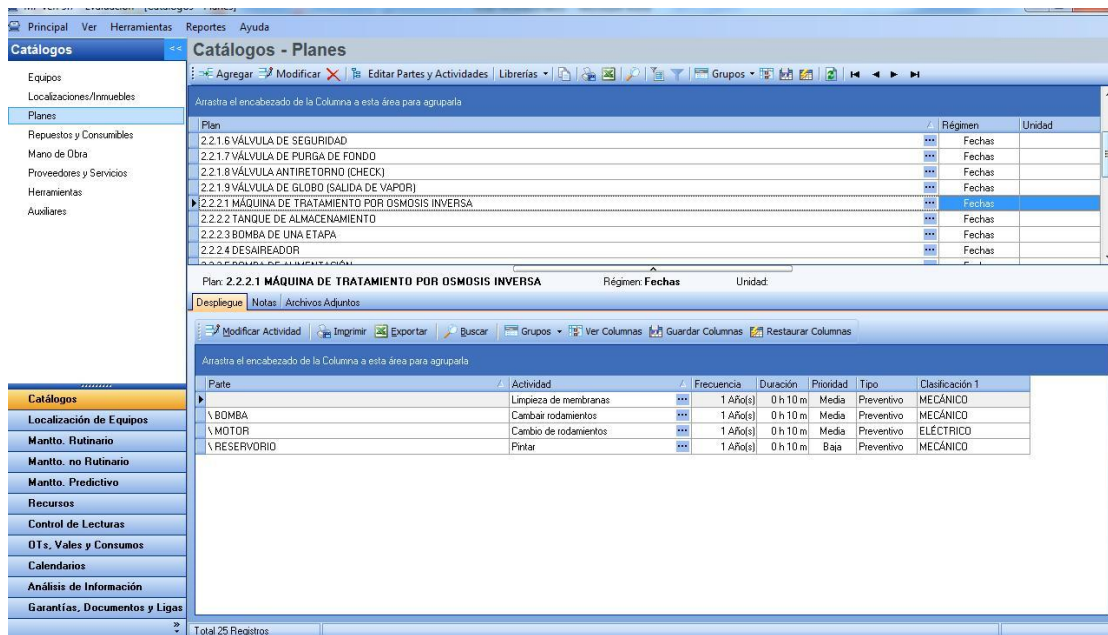 Principal Ver Herramientas Reportes Ayuda
Catálogos <<
Equipos
Localizaciones/Inmuebles
Planes
Repuestos y Consumibles
Mano de Obra
Proveedores y Servicios
Herramientas
Auxiliares
Catálogos
Localización de Equipos
Mantto. Rutinario
Mantto. no Rutinario
Mantto. Predictivo
Recursos
Control de Lecturas
OTs, Vales y Consumos
Calendarios
Análisis de Información
Garantías, Documentos y Ligas
Catálogos - Planes
Agregar Modificar Editar Partes y Actividades Librerías Grupos
Arrastra el encabezado de la Columna a esta área para agruparla
Plan Régimen Unidad
2.2.1.6 VÁLVULA DE SEGURIDAD ... Fechas
2.2.1.7 VÁLVULA DE PURGA DE FONDO ... Fechas
2.2.1.8 VÁLVULA ANTIRETORNO (CHECK) ... Fechas
2.2.1.9 VÁLVULA DE GLOBO (SALIDA DE VAPOR) ... Fechas
2.2.2.1 MÁQUINA DE TRATAMIENTO POR OSMOSIS INVERSA ... Fechas
2.2.2.2 TANQUE DE ALMACENAMIENTO ... Fechas
2.2.2.3 BOMBA DE UNA ETAPA ... Fechas
2.2.2.4 DESAIREADOR ... Fechas
Plan: 2.2.2.1 MÁQUINA DE TRATAMIENTO POR OSMOSIS INVERSA Régimen: Fechas Unidad:
Despliegue Notas Archivos Adjuntos
Modificar Actividad Imprimir Exportar Buscar Grupos Ver Columnas Guardar Columnas Restaurar Columnas
Arrastra el encabezado de la Columna a esta área para agruparla
Parte Actividad Frecuencia Duración Prioridad Tipo Clasificación 1
Limpieza de membranas ... 1 Año(s) 0 h 10 m Media Preventivo MECÁNICO
\ BOMBA Cambair rodamientos ... 1 Año(s) 0 h 10 m Media Preventivo MECÁNICO
\ MOTOR Cambio de rodamientos ... 1 Año(s) 0 h 10 m Media Preventivo ELÉCTRICO
\ RESERVORIO Pintar ... 1 Año(s) 0 h 10 m Baja Preventivo MECÁNICO
Total 25 Registros